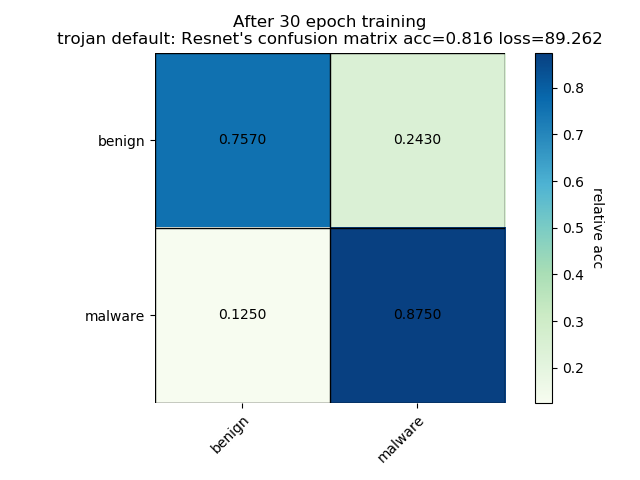 After 30 epoch training
trojan default: Resnet's confusion matrix acc=0.816 loss=89.262
benign
0.7570
0.2430
malware
0.1250
0.8750
benign
malware
0.8
0.7
0.6
0.5
0.4
0.3
0.2
relative acc